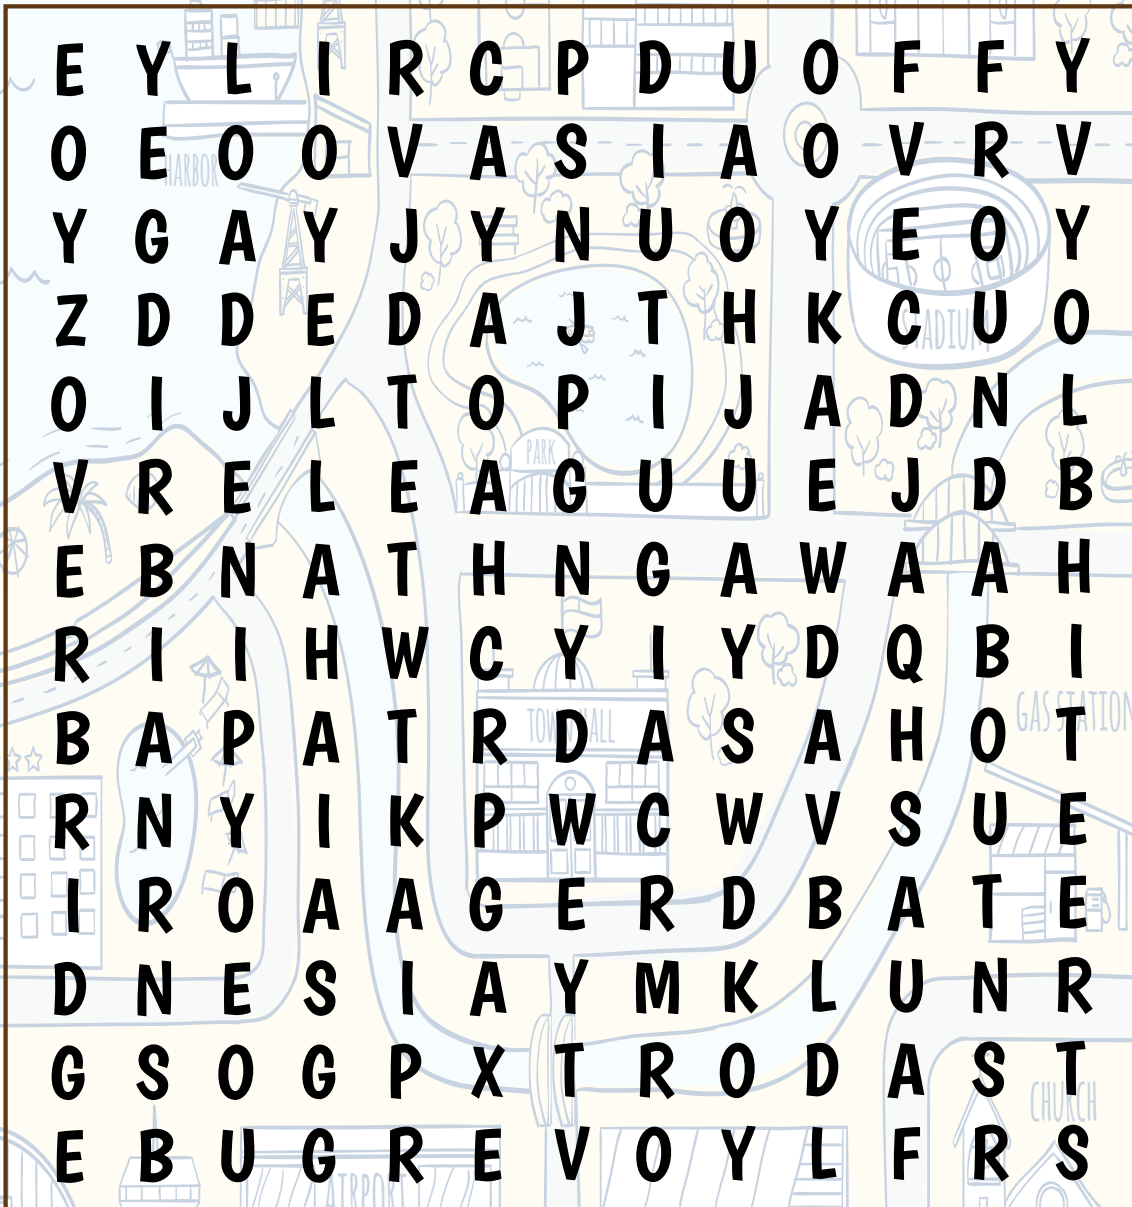 E Y L I R C P D U O F F Y
O E O O V A S I A O V R V
HARBOR
Y G A Y J Y N U O Y E O Y
Z D D E D A J T H K C U O
STADIUM
O I J L T O P I J A D N L
PARK
V R E L E A G U U E J D B
E B N A T H N G A W A A H
R I I H W C Y I Y D Q B I
GAS STATION
B A P A T R D A S A H O T
TOWN HALL
R N Y I K P W C W V S U E
I R O A A G E R D B A T E
D N E S I A Y M K L U N R
G S O G P X T R O D A S T
CHURCH
E B U G R E V O Y L F R S
AIRPORT